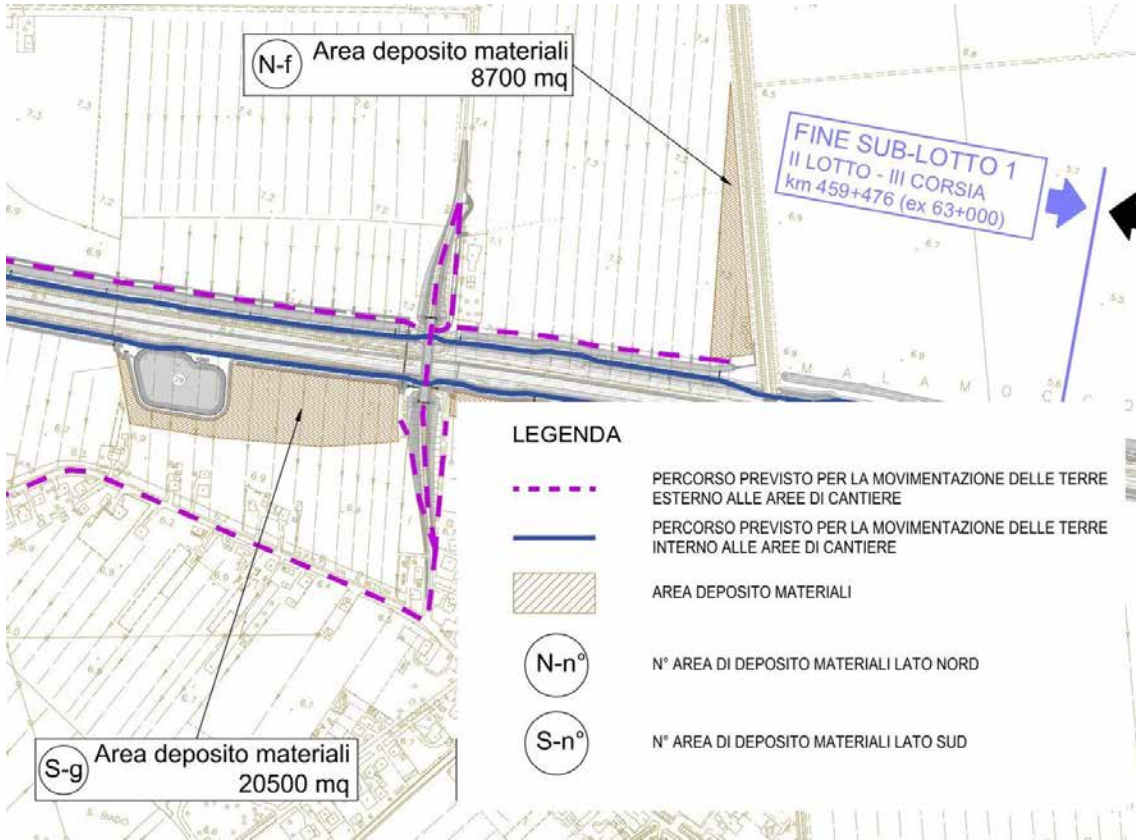 N-f
Area deposito materiali
8700 mq
FINE SUB-LOTTO 1
II LOTTO - III CORSIA
km 459+476 (ex 63+000)
MALAMOCCO
LEGENDA
PERCORSO PREVISTO PER LA MOVIMENTAZIONE DELLE TERRE
ESTERNO ALLE AREE DI CANTIERE
PERCORSO PREVISTO PER LA MOVIMENTAZIONE DELLE TERRE
INTERNO ALLE AREE DI CANTIERE
AREA DEPOSITO MATERIALI
N-n°
N° AREA DI DEPOSITO MATERIALI LATO NORD
S-n°
N° AREA DI DEPOSITO MATERIALI LATO SUD
S-g
Area deposito materiali
20500 mq
S. BIAGIO